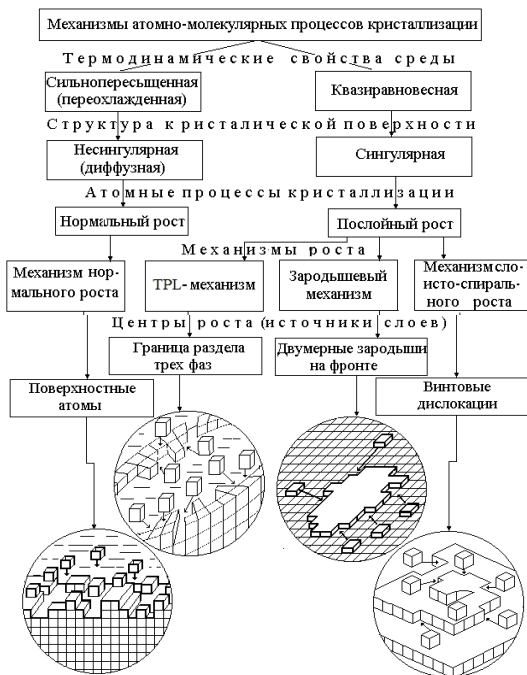 Механизмы атомно-молекулярных процессов кристаллизации
Термодинамические свойства среды
Сильнопересыщенная
(переохлажденная)
Квазиравновесная
Структура кристалической поверхности
Несингулярная
(диффузная)
Сингулярная
Атомные процессы кристаллизации
Нормальный рост
Послойный рост
Механизмы роста
Механизм нор-
мального роста
TPL-механизм
Зародышевый
механизм
Механизм сло-
исто-спираль-
ного роста
Центры роста (источники слоев)
Граница раздела
трех фаз
Двумерные зародыши
на фронте
Поверхностные
атомы
Винтовые
дислокации